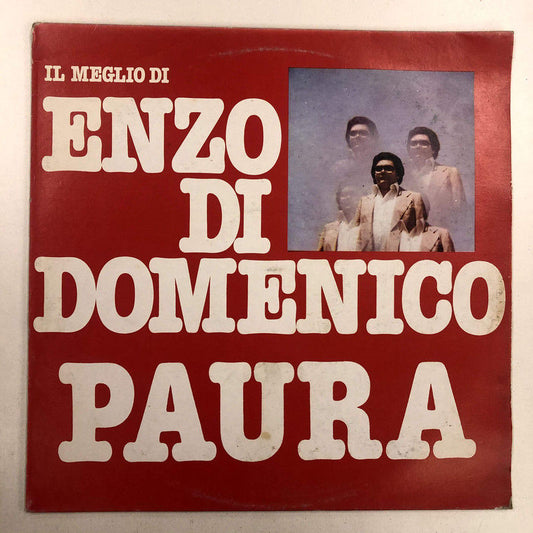 IL MEGLIO DI
ENZO
DI
DOMENICO
PAURA